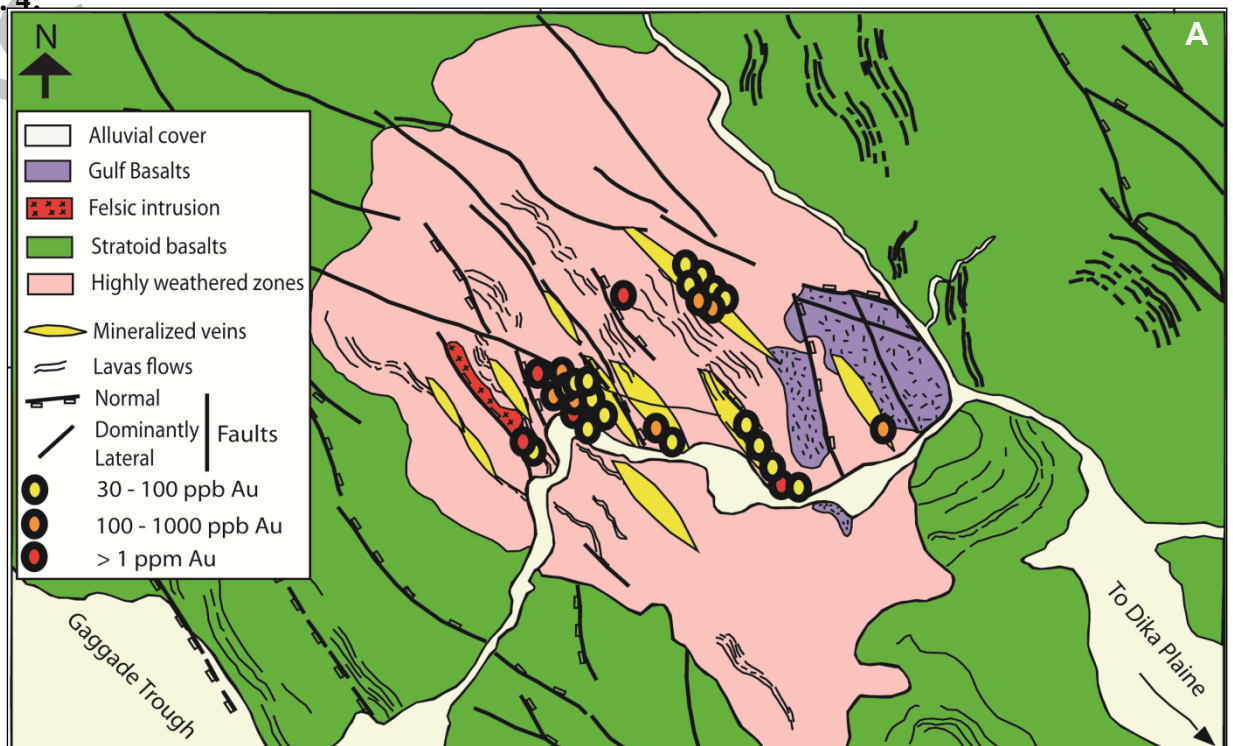 . 4.
A
N
Alluvial cover
Gulf Basalts
Felsic intrusion
Stratoid basalts
Highly weathered zones
Mineralized veins
Lavas flows
Normal
Dominantly
Lateral
Faults
30 - 100 ppb Au
100 - 1000 ppb Au
> 1 ppm Au
Gaggade Trough
To Dika Plaine